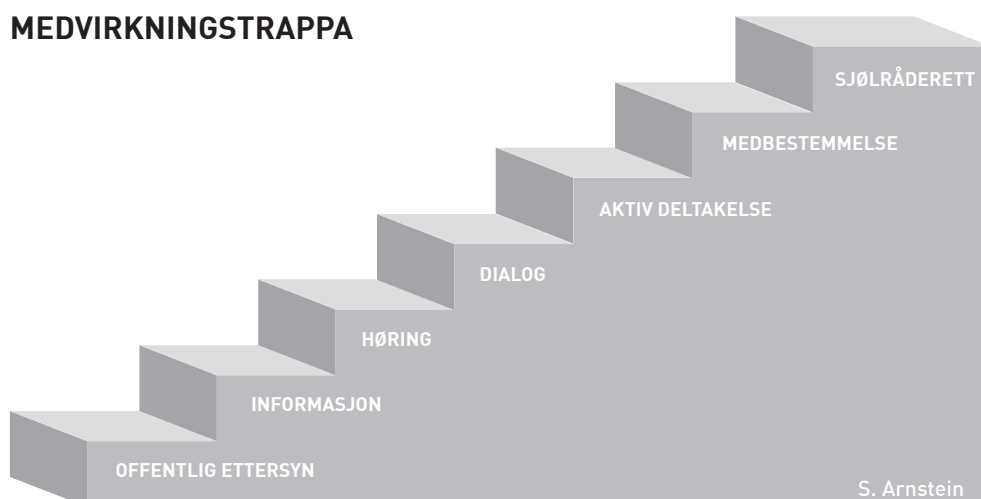 MEDVIRKNINGSTRAPPA
SJØLRÅDERETT
MEDBESTEMMELSE
AKTIV DELTAKELSE
DIALOG
HØRING
INFORMASJON
OFFENTLIG ETTERSYN
S. Arnstein